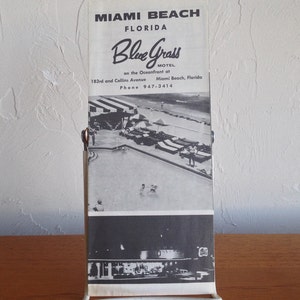 MIAMI BEACH
FLORIDA
Blue Grass
MOTEL
on the Oceanfront at
183rd and Collins Avenue Miami Beach, Florida
Phone 947-3414